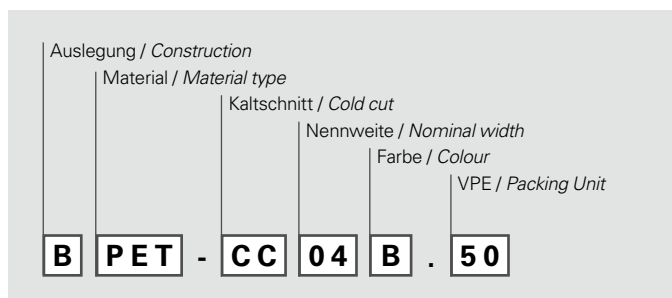 Auslegung / Construction
Material / Material type
Kaltschnitt / Cold cut
Nennweite / Nominal width
Farbe / Colour
VPE / Packing Unit
B PET - CC 04 B . 50